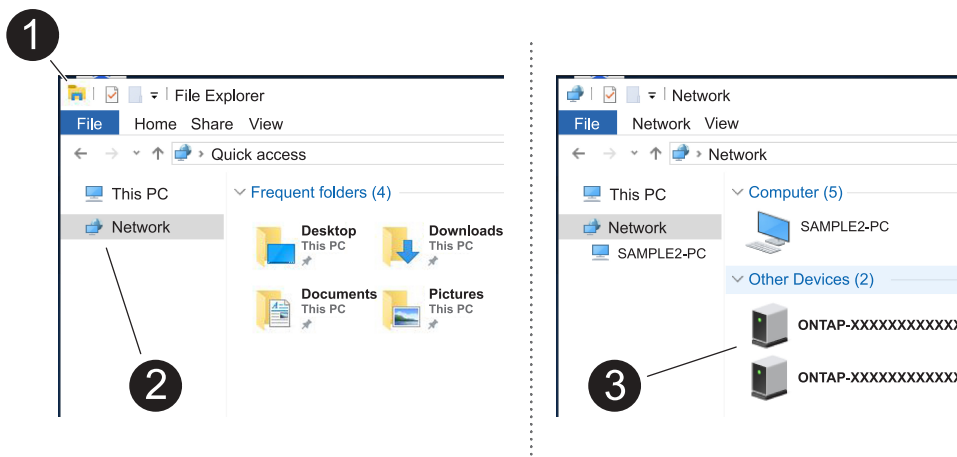 1
File Explorer
File Home Share View
Quick access
This PC
Network
Frequent folders (4)
Desktop
This PC
Downloads
This PC
Documents
This PC
Pictures
This PC
2
Network
File Network View
Network
This PC
Network
SAMPLE2-PC
Computer (5)
SAMPLE2-PC
Other Devices (2)
ONTAP-XXXXXXXXXXXX
ONTAP-XXXXXXXXXXXX
3